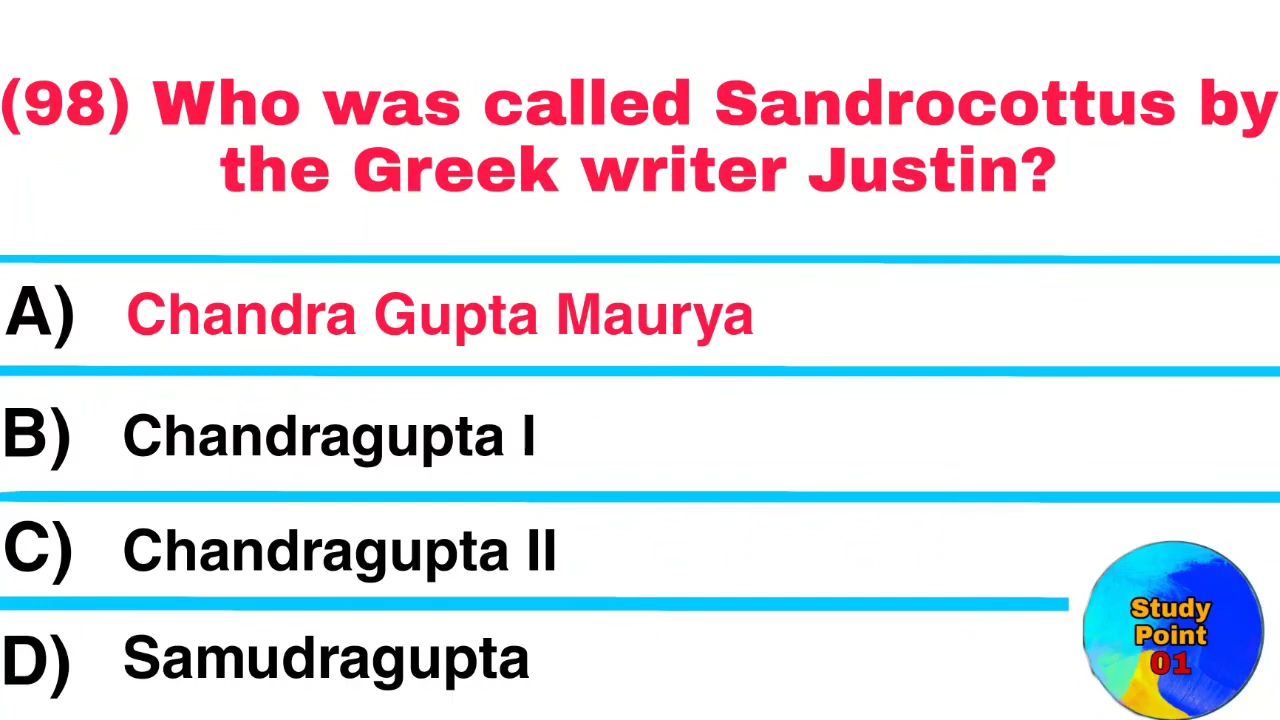 (98) Who was called Sandrocottus by
the Greek writer Justin?
A) Chandra Gupta Maurya
B) Chandragupta I
C) Chandragupta II
D) Samudragupta
Study
Point
01